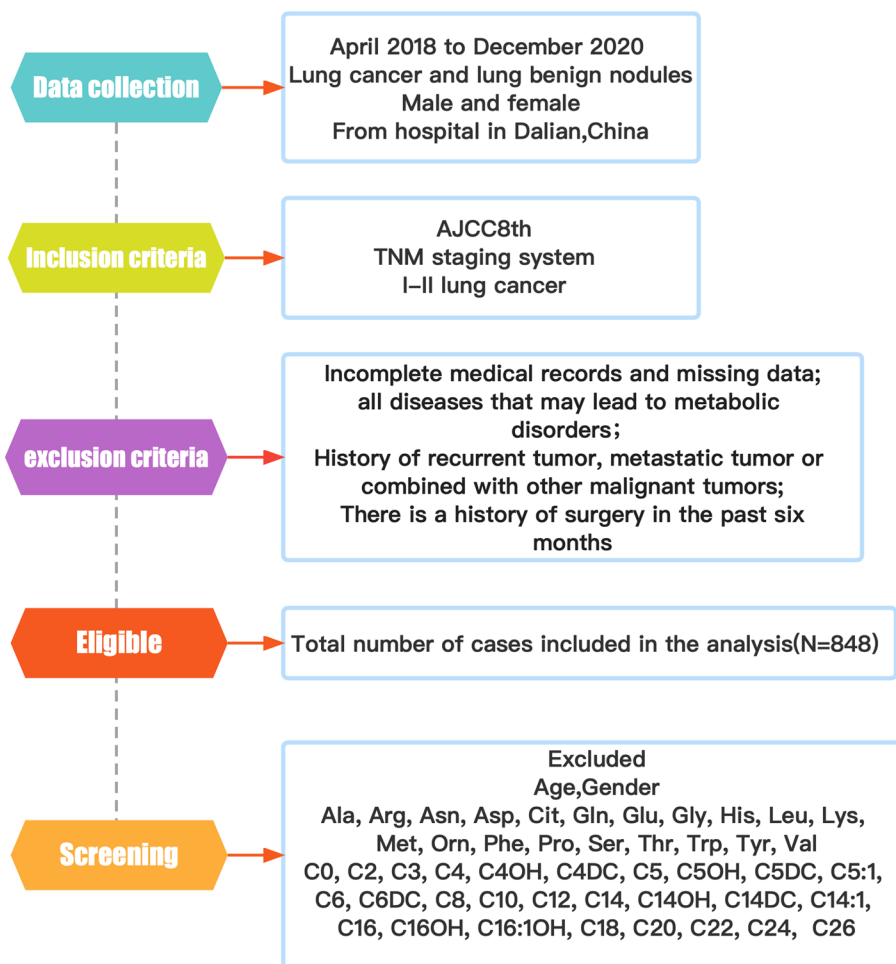 Data collection
April 2018 to December 2020
Lung cancer and lung benign nodules
Male and female
From hospital in Dalian,China
Inclusion criteria
AJCC8th
TNM staging system
I–II lung cancer
exclusion criteria
Incomplete medical records and missing data;
all diseases that may lead to metabolic
disorders;
History of recurrent tumor, metastatic tumor or
combined with other malignant tumors;
There is a history of surgery in the past six
months
Eligible
Total number of cases included in the analysis(N=848)
Screening
Excluded
Age,Gender
Ala, Arg, Asn, Asp, Cit, Gln, Glu, Gly, His, Leu, Lys,
Met, Orn, Phe, Pro, Ser, Thr, Trp, Tyr, Val
C0, C2, C3, C4, C4OH, C4DC, C5, C5OH, C5DC, C5:1,
C6, C6DC, C8, C10, C12, C14, C14OH, C14DC, C14:1,
C16, C16OH, C16:1OH, C18, C20, C22, C24, C26